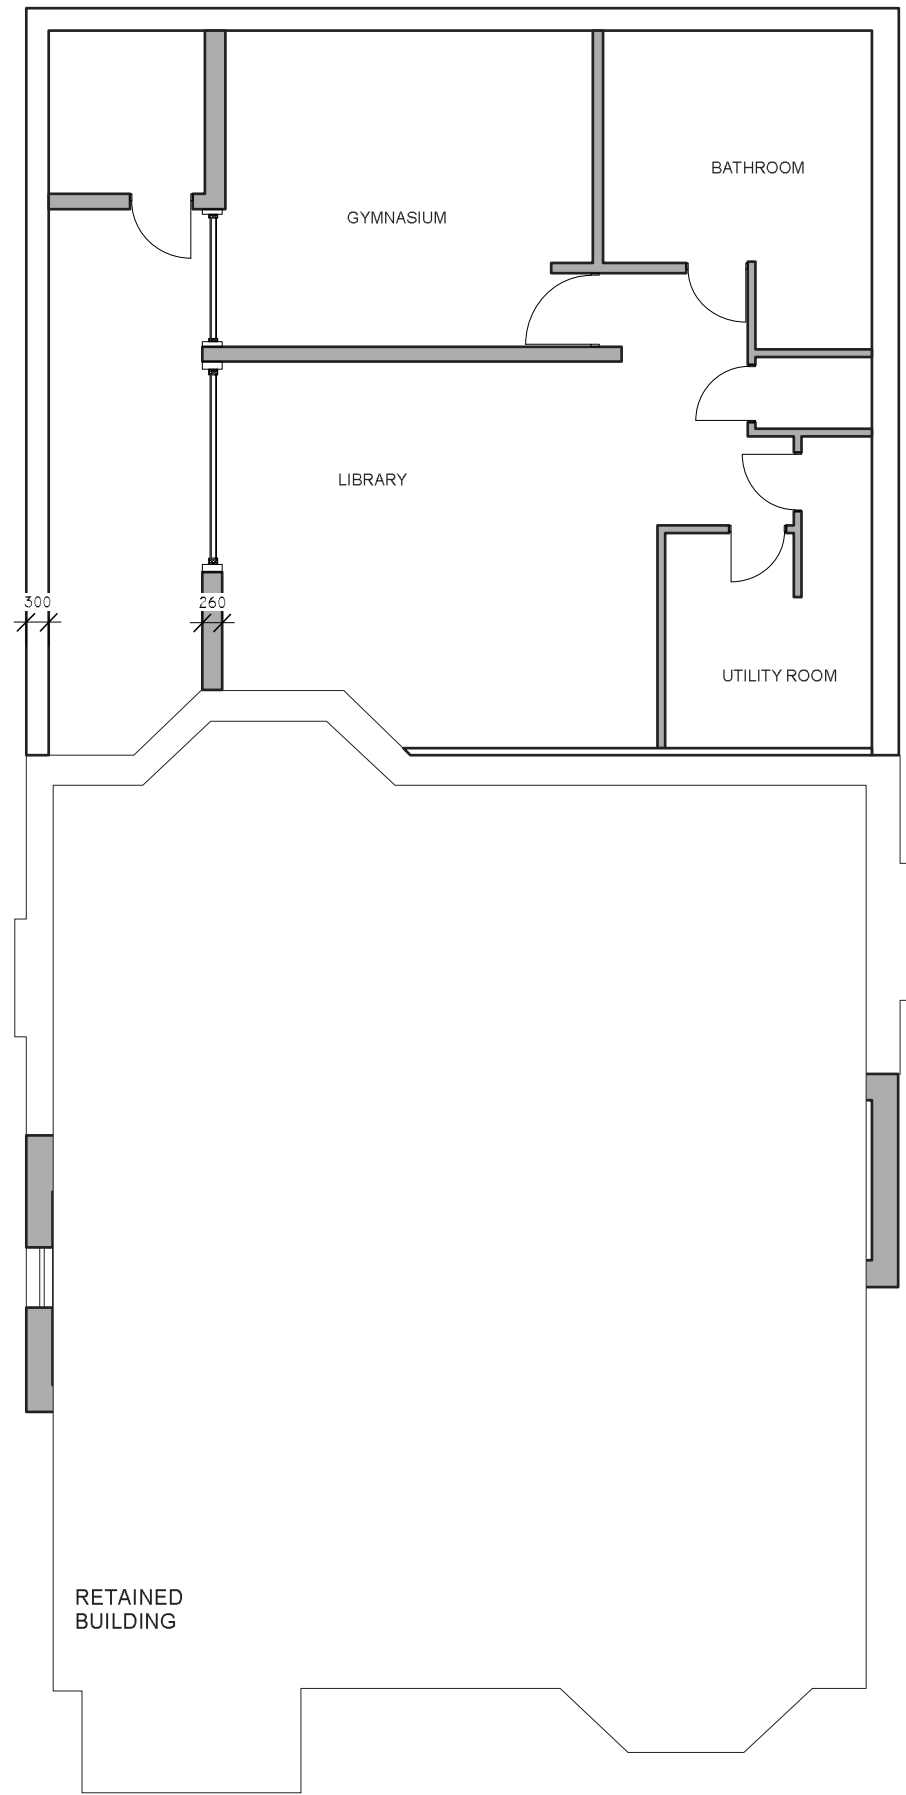 BATHROOM
GYMNASIUM
LIBRARY
300
260
UTILITY ROOM
RETAINED
BUILDING